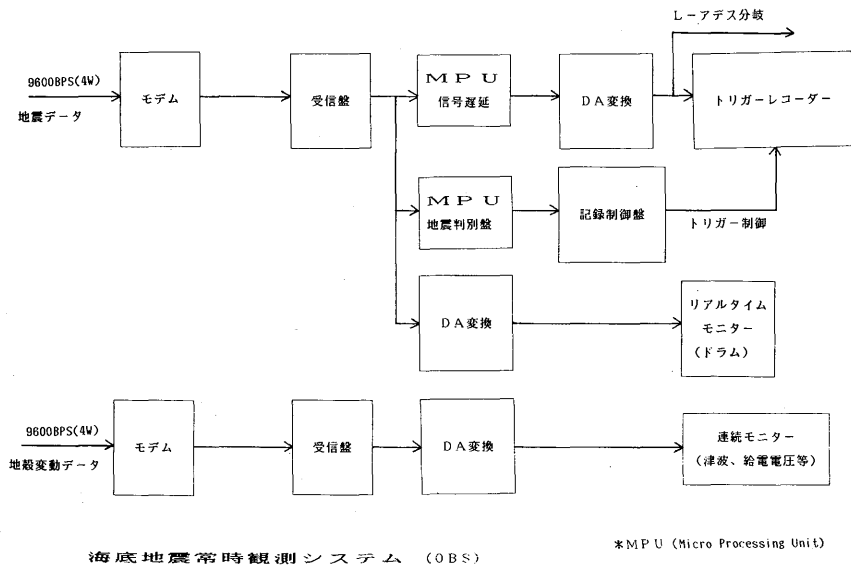 L－アデス分岐
9600BPS(4W)
地震データ
モデム
受信盤
MPU
信号遅延
DA変換
トリガーレコーダー
MPU
地震判別盤
記録制御盤
トリガー制御
DA変換
リアルタイム
モニター
(ドラム)
9600BPS(4W)
地殻変動データ
モデム
受信盤
DA変換
連続モニター
(津波、給電電圧等)
海底地震常時観測システム (OBS)
*MPU (Micro Processing Unit)